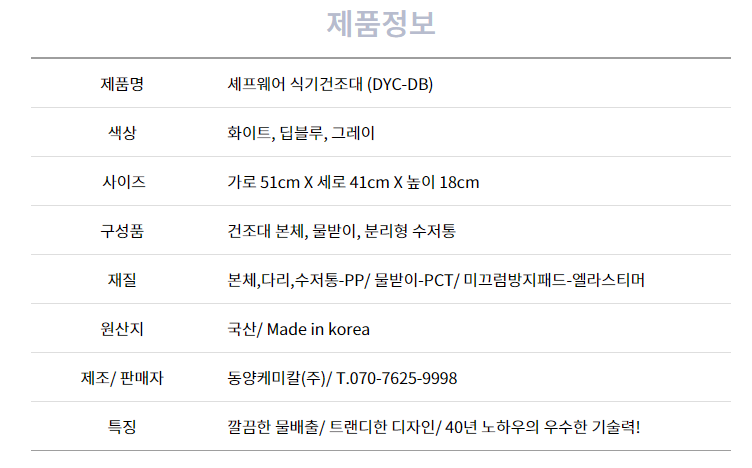 제품정보
제품명 셰프웨어 식기건조대 (DYC-DB)
색상 화이트, 딥블루, 그레이
사이즈 가로 51cm X 세로 41cm X 높이 18cm
구성품 건조대 본체, 물받이, 분리형 수저통
재질 본체,다리,수저통-PP/ 물받이-PCT/ 미끄럼방지패드-엘라스티머
원산지 국산/ Made in korea
제조/ 판매자 동양케미칼(주)/ T.070-7625-9998
특징 깔끔한 물배출/ 트랜디한 디자인/ 40년 노하우의 우수한 기술력!